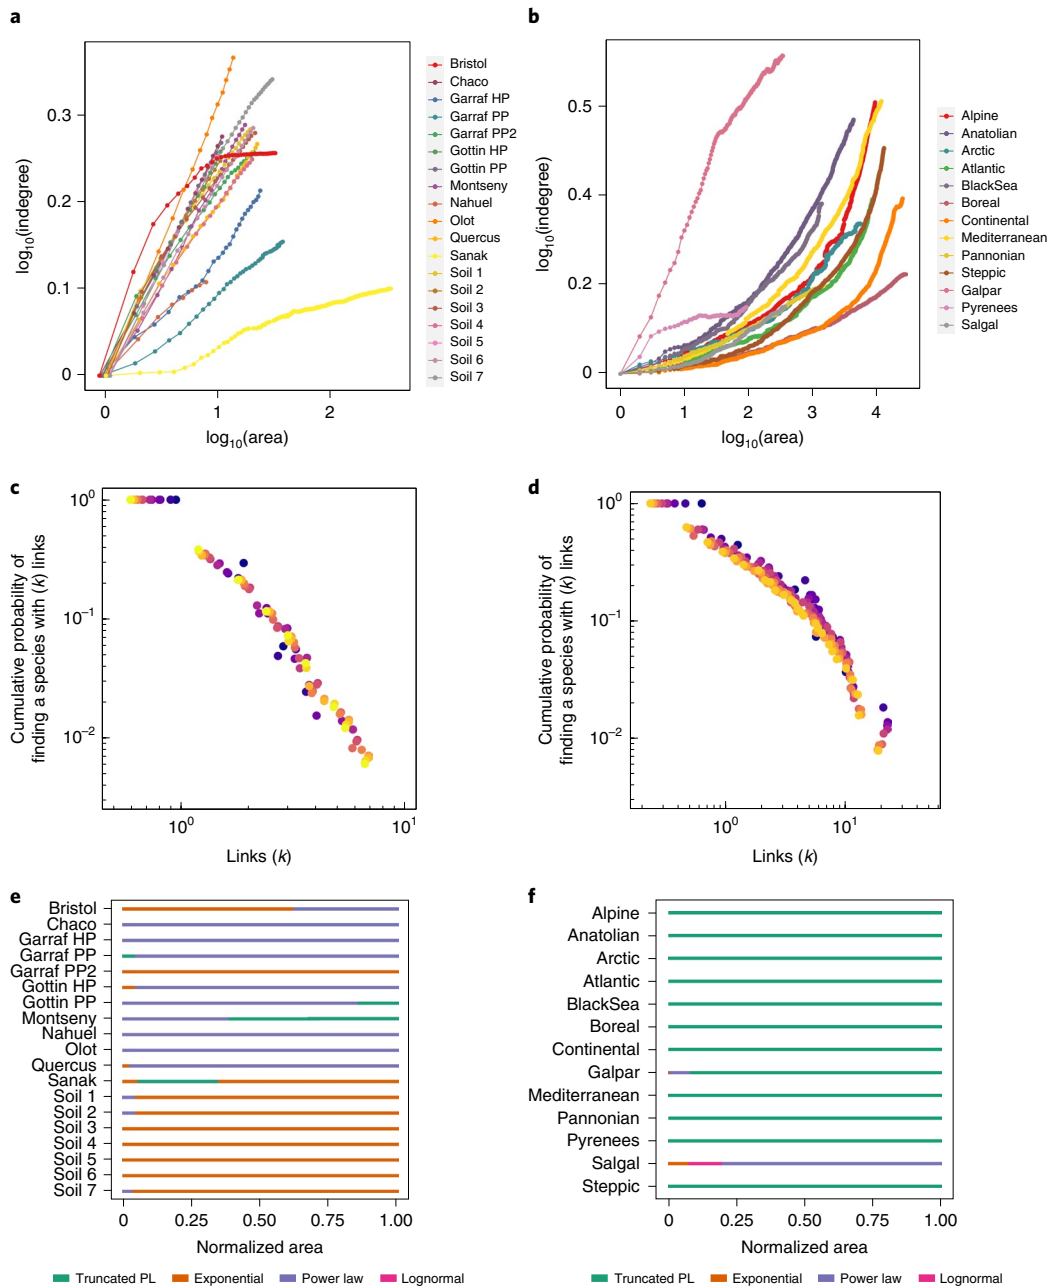 a
log10(indegree)
0.3
0.2
0.1
0
0 1 2
log10(area)
Bristol
Chaco
Garraf HP
Garraf PP
Garraf PP2
Gottin HP
Gottin PP
Montseny
Nahuel
Olot
Quercus
Sanak
Soil 1
Soil 2
Soil 3
Soil 4
Soil 5
Soil 6
Soil 7
b
log10(indegree)
0.5
0.4
0.2
0
0 1 2 3 4
log10(area)
Alpine
Anatolian
Arctic
Atlantic
BlackSea
Boreal
Continental
Mediterranean
Pannonian
Steppic
Galpar
Pyrenees
Salgal
c
Cumulative probability of
finding a species with (k) links
10^0
10^−1
10^−2
10^0 10^1
Links (k)
d
Cumulative probability of
finding a species with (k) links
10^0
10^−1
10^−2
10^0 10^1
Links (k)
e
Bristol
Chaco
Garraf HP
Garraf PP
Garraf PP2
Gottin HP
Gottin PP
Montseny
Nahuel
Olot
Quercus
Sanak
Soil 1
Soil 2
Soil 3
Soil 4
Soil 5
Soil 6
Soil 7
0 0.25 0.50 0.75 1.00
Normalized area
Truncated PL Exponential Power law Lognormal
f
Alpine
Anatolian
Arctic
Atlantic
BlackSea
Boreal
Continental
Galpar
Mediterranean
Pannonian
Pyrenees
Salgal
Steppic
0 0.25 0.50 0.75 1.00
Normalized area
Truncated PL Exponential Power law Lognormal